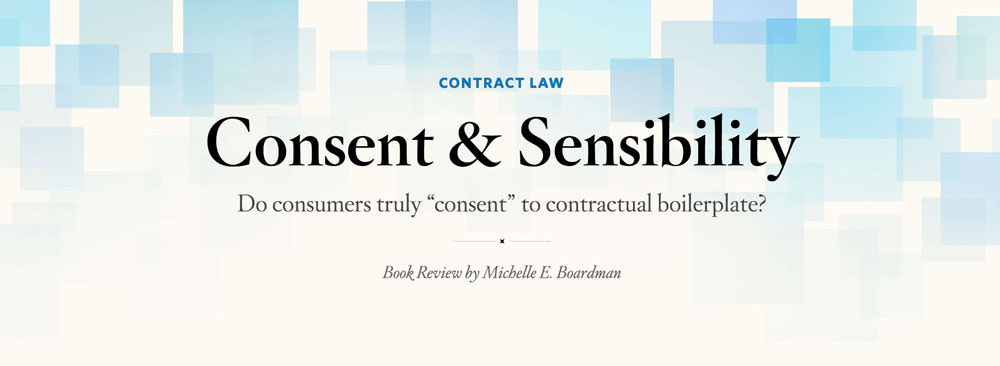 CONTRACT LAW
Consent & Sensibility
Do consumers truly “consent” to contractual boilerplate?
Book Review by Michelle E. Boardman